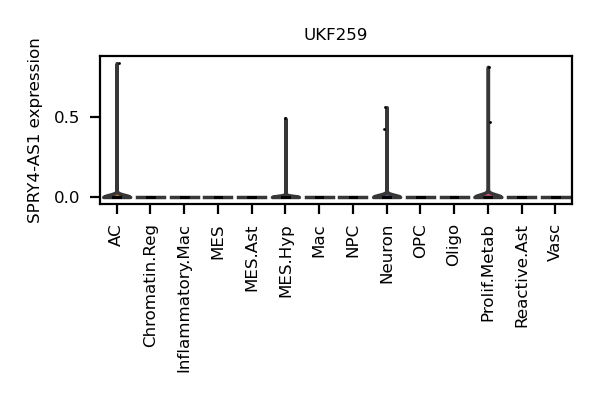 UKF259
SPRY4-AS1 expression
0.5
0.0
AC
Chromatin.Reg
Inflammatory.Mac
MES
MES.Ast
MES.Hyp
Mac
NPC
Neuron
OPC
Oligo
Prolif.Metab
Reactive.Ast
Vasc